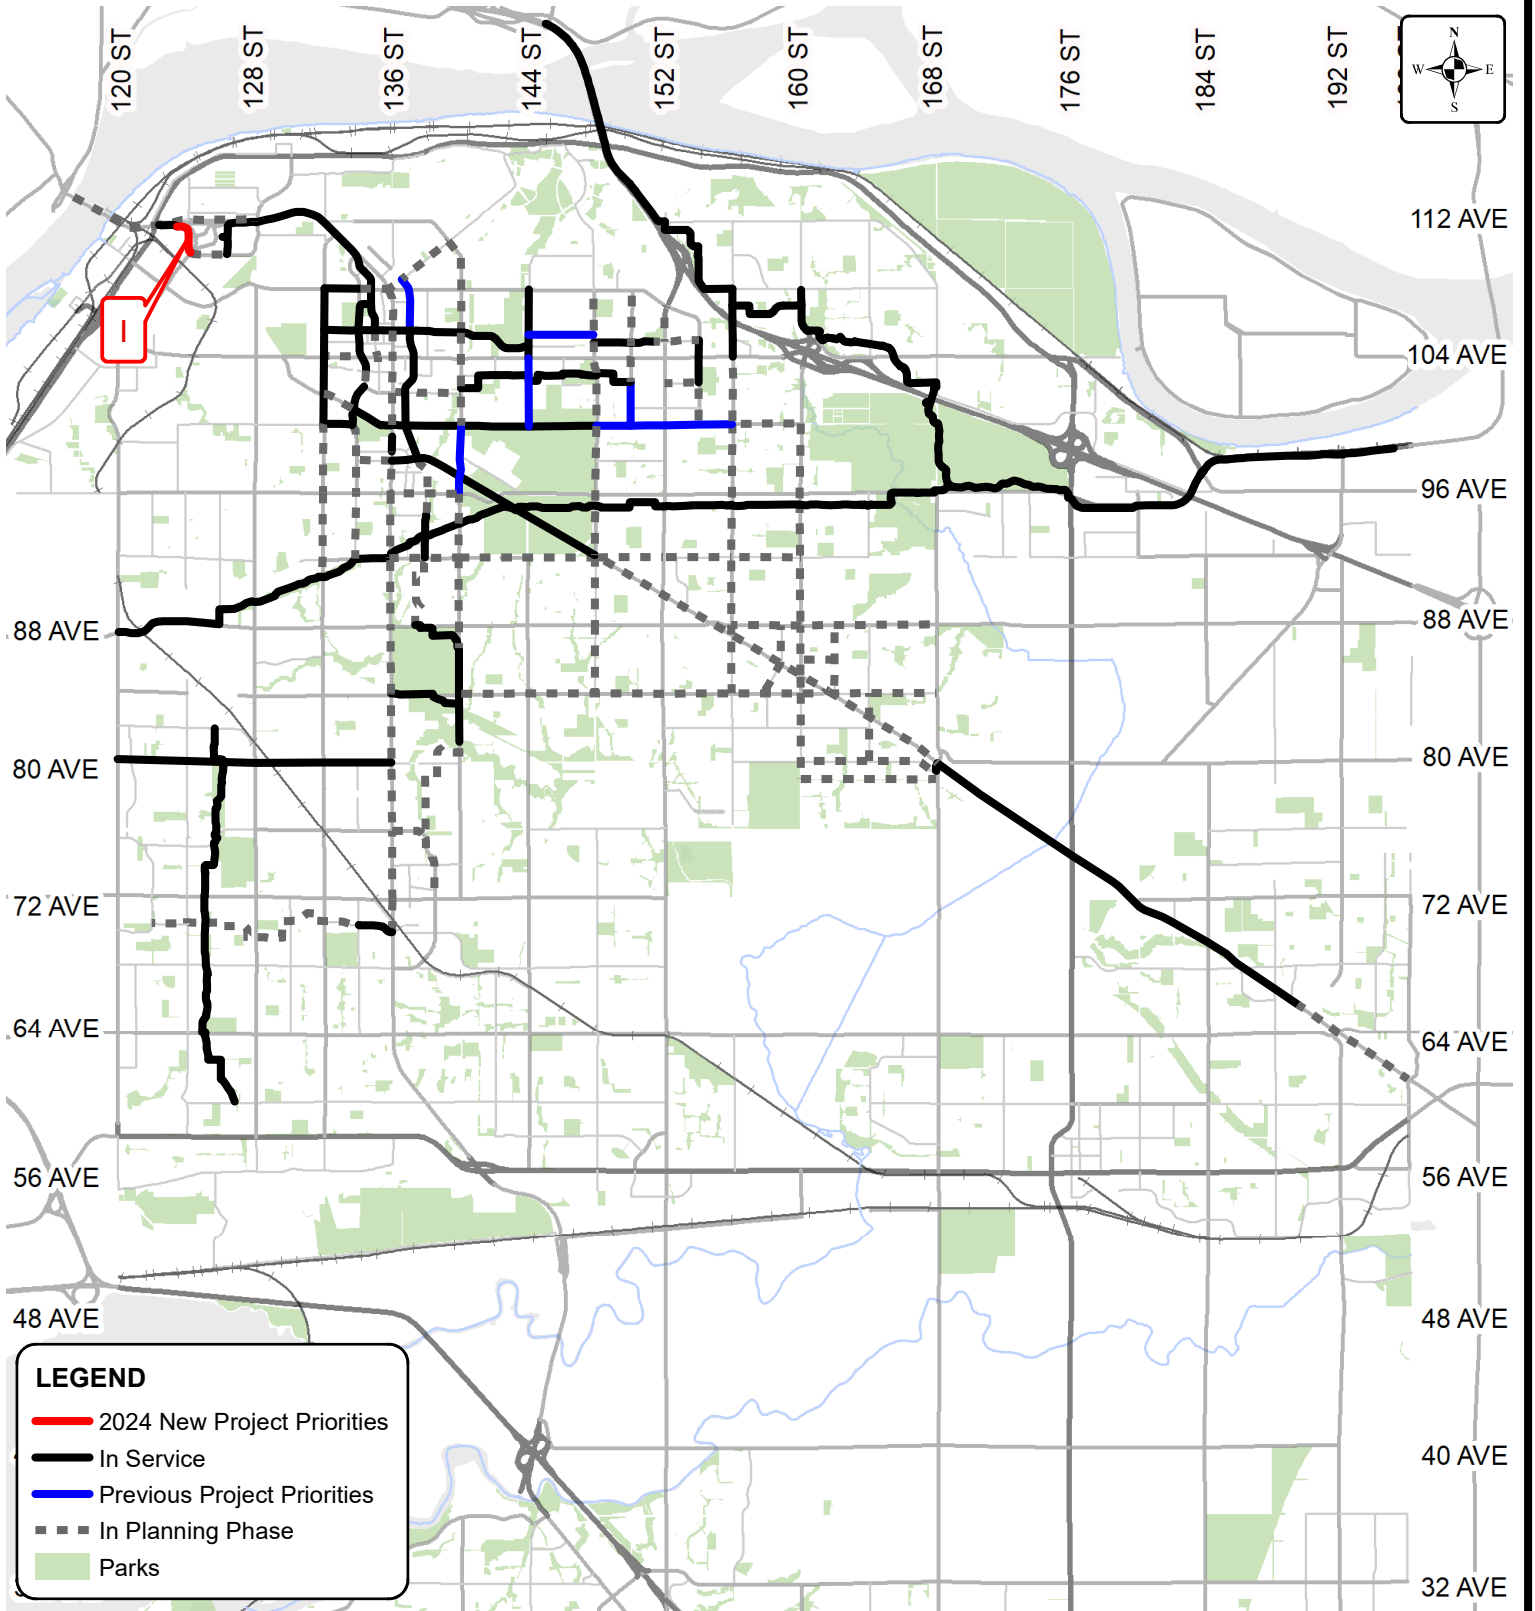 120 ST
128 ST
136 ST
144 ST
152 ST
160 ST
168 ST
176 ST
184 ST
192 ST
N
W
E
S
112 AVE
I
104 AVE
96 AVE
88 AVE
88 AVE
80 AVE
80 AVE
72 AVE
72 AVE
64 AVE
64 AVE
56 AVE
56 AVE
48 AVE
48 AVE
40 AVE
32 AVE
LEGEND
2024 New Project Priorities
In Service
Previous Project Priorities
In Planning Phase
Parks